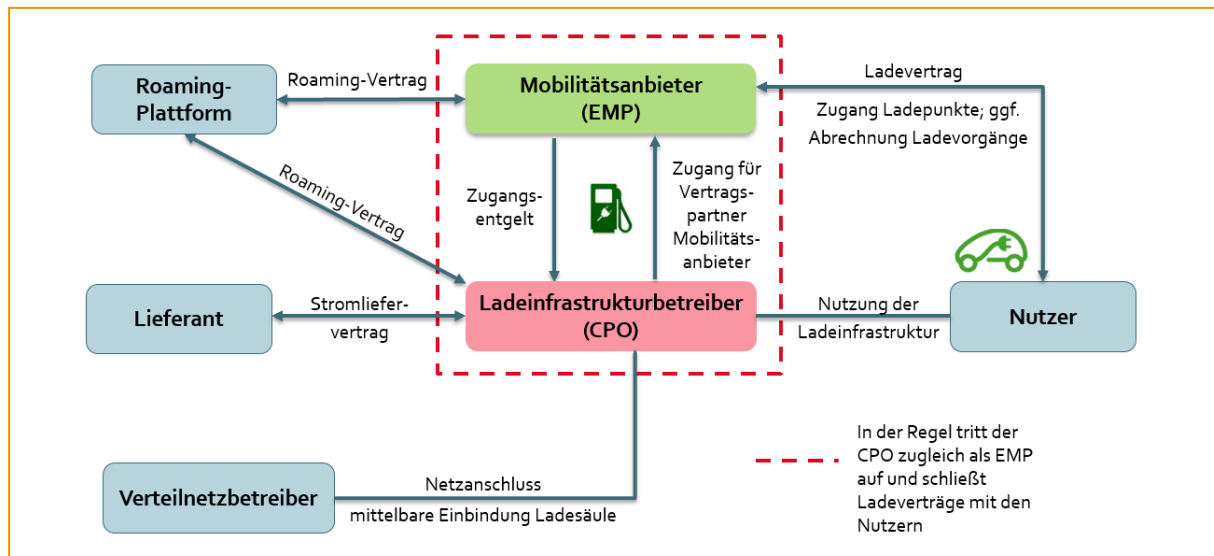 Roaming-
Plattform
Roaming-Vertrag
Mobilitätsanbieter
(EMP)
Ladevertrag
Zugang Ladepunkte; ggf.
Abrechnung Ladevorgänge
Roaming-Vertrag
Zugangs-
entgelt
Zugang für
Vertrags-
partner
Mobilitäts-
anbieter
Lieferant
Stromliefer-
vertrag
Ladeinfrastrukturbetreiber
(CPO)
Nutzung der
Ladeinfrastruktur
Nutzer
Verteilnetzbetreiber
Netzanschluss
mittelbare Einbindung Ladesäule
In der Regel tritt der
CPO zugleich als EMP
auf und schließt
Ladeverträge mit den
Nutzern